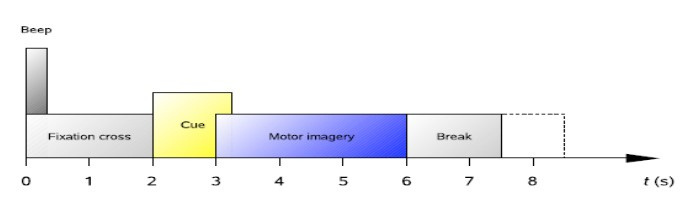 Beep
Fixation cross
Cue
Motor imagery
Break
0 1 2 3 4 5 6 7 8 t (s)